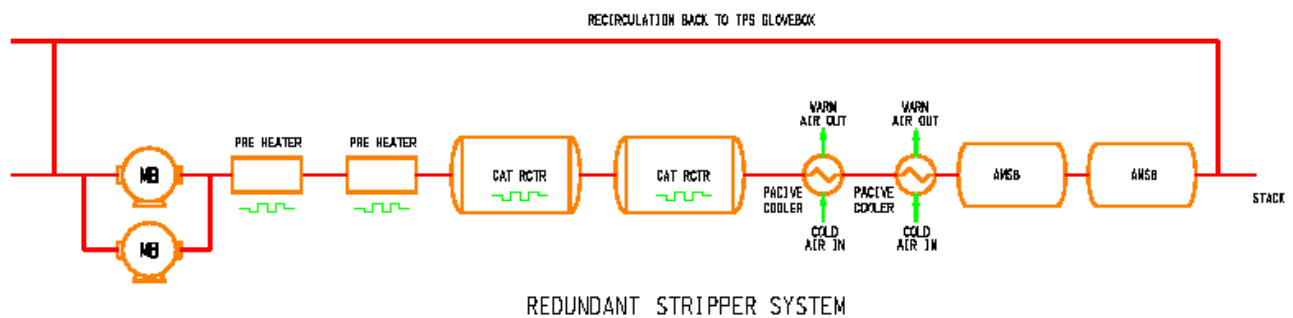 RECIRCULATION BACK TO TPS GLOVEBOX
WARM
AIR OUT
WARM
AIR OUT
PRE HEATER
PRE HEATER
MB
CAT RCTR
CAT RCTR
AMSB
AMSB
PACIVE
COOLER
PACIVE
COOLER
STACK
COLD
AIR IN
COLD
AIR IN
MB
REDUNDANT STRIPPER SYSTEM